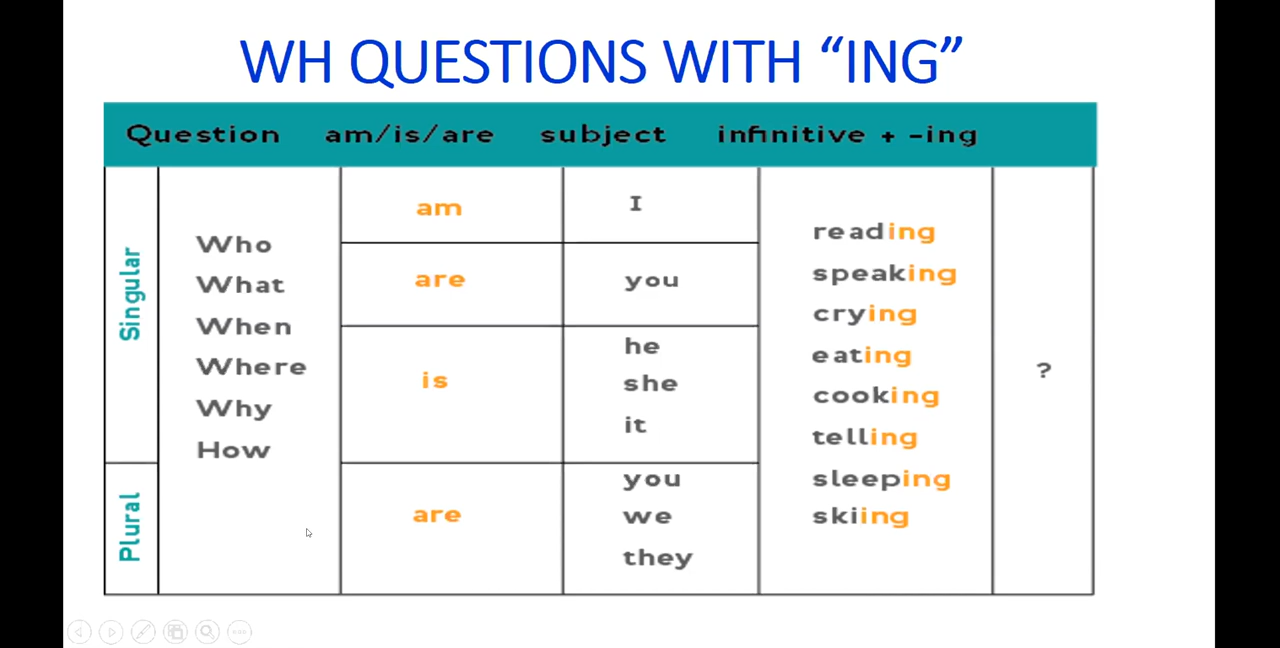 WH QUESTIONS WITH “ING”
Question am/is/are subject infinitive + -ing
Singular
Who
What
When
Where
Why
How
am
I
are
you
is
he
she
it
Plural
are
you
we
they
reading
speaking
crying
eating
cooking
telling
sleeping
skiing
?